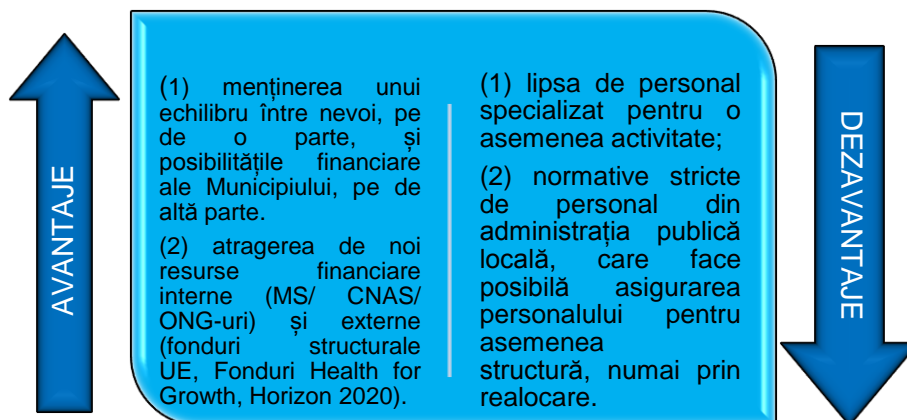 AVANTAJE
(1) menținerea unui
echilibru între nevoi, pe
de o parte, și
posibilitățile financiare
ale Municipiului, pe de
altă parte.
(2) atragerea de noi
resurse financiare
interne (MS/ CNAS/
ONG-uri) și externe
(fonduri structurale
UE, Fonduri Health for
Growth, Horizon 2020).
(1) lipsa de personal
specializat pentru o
asemenea activitate;
(2) normative stricte
de personal din
administrația publică
locală, care face
posibilă asigurarea
personalului pentru
asemenea
structură, numai prin
realocare.
DEZAVANTAJE